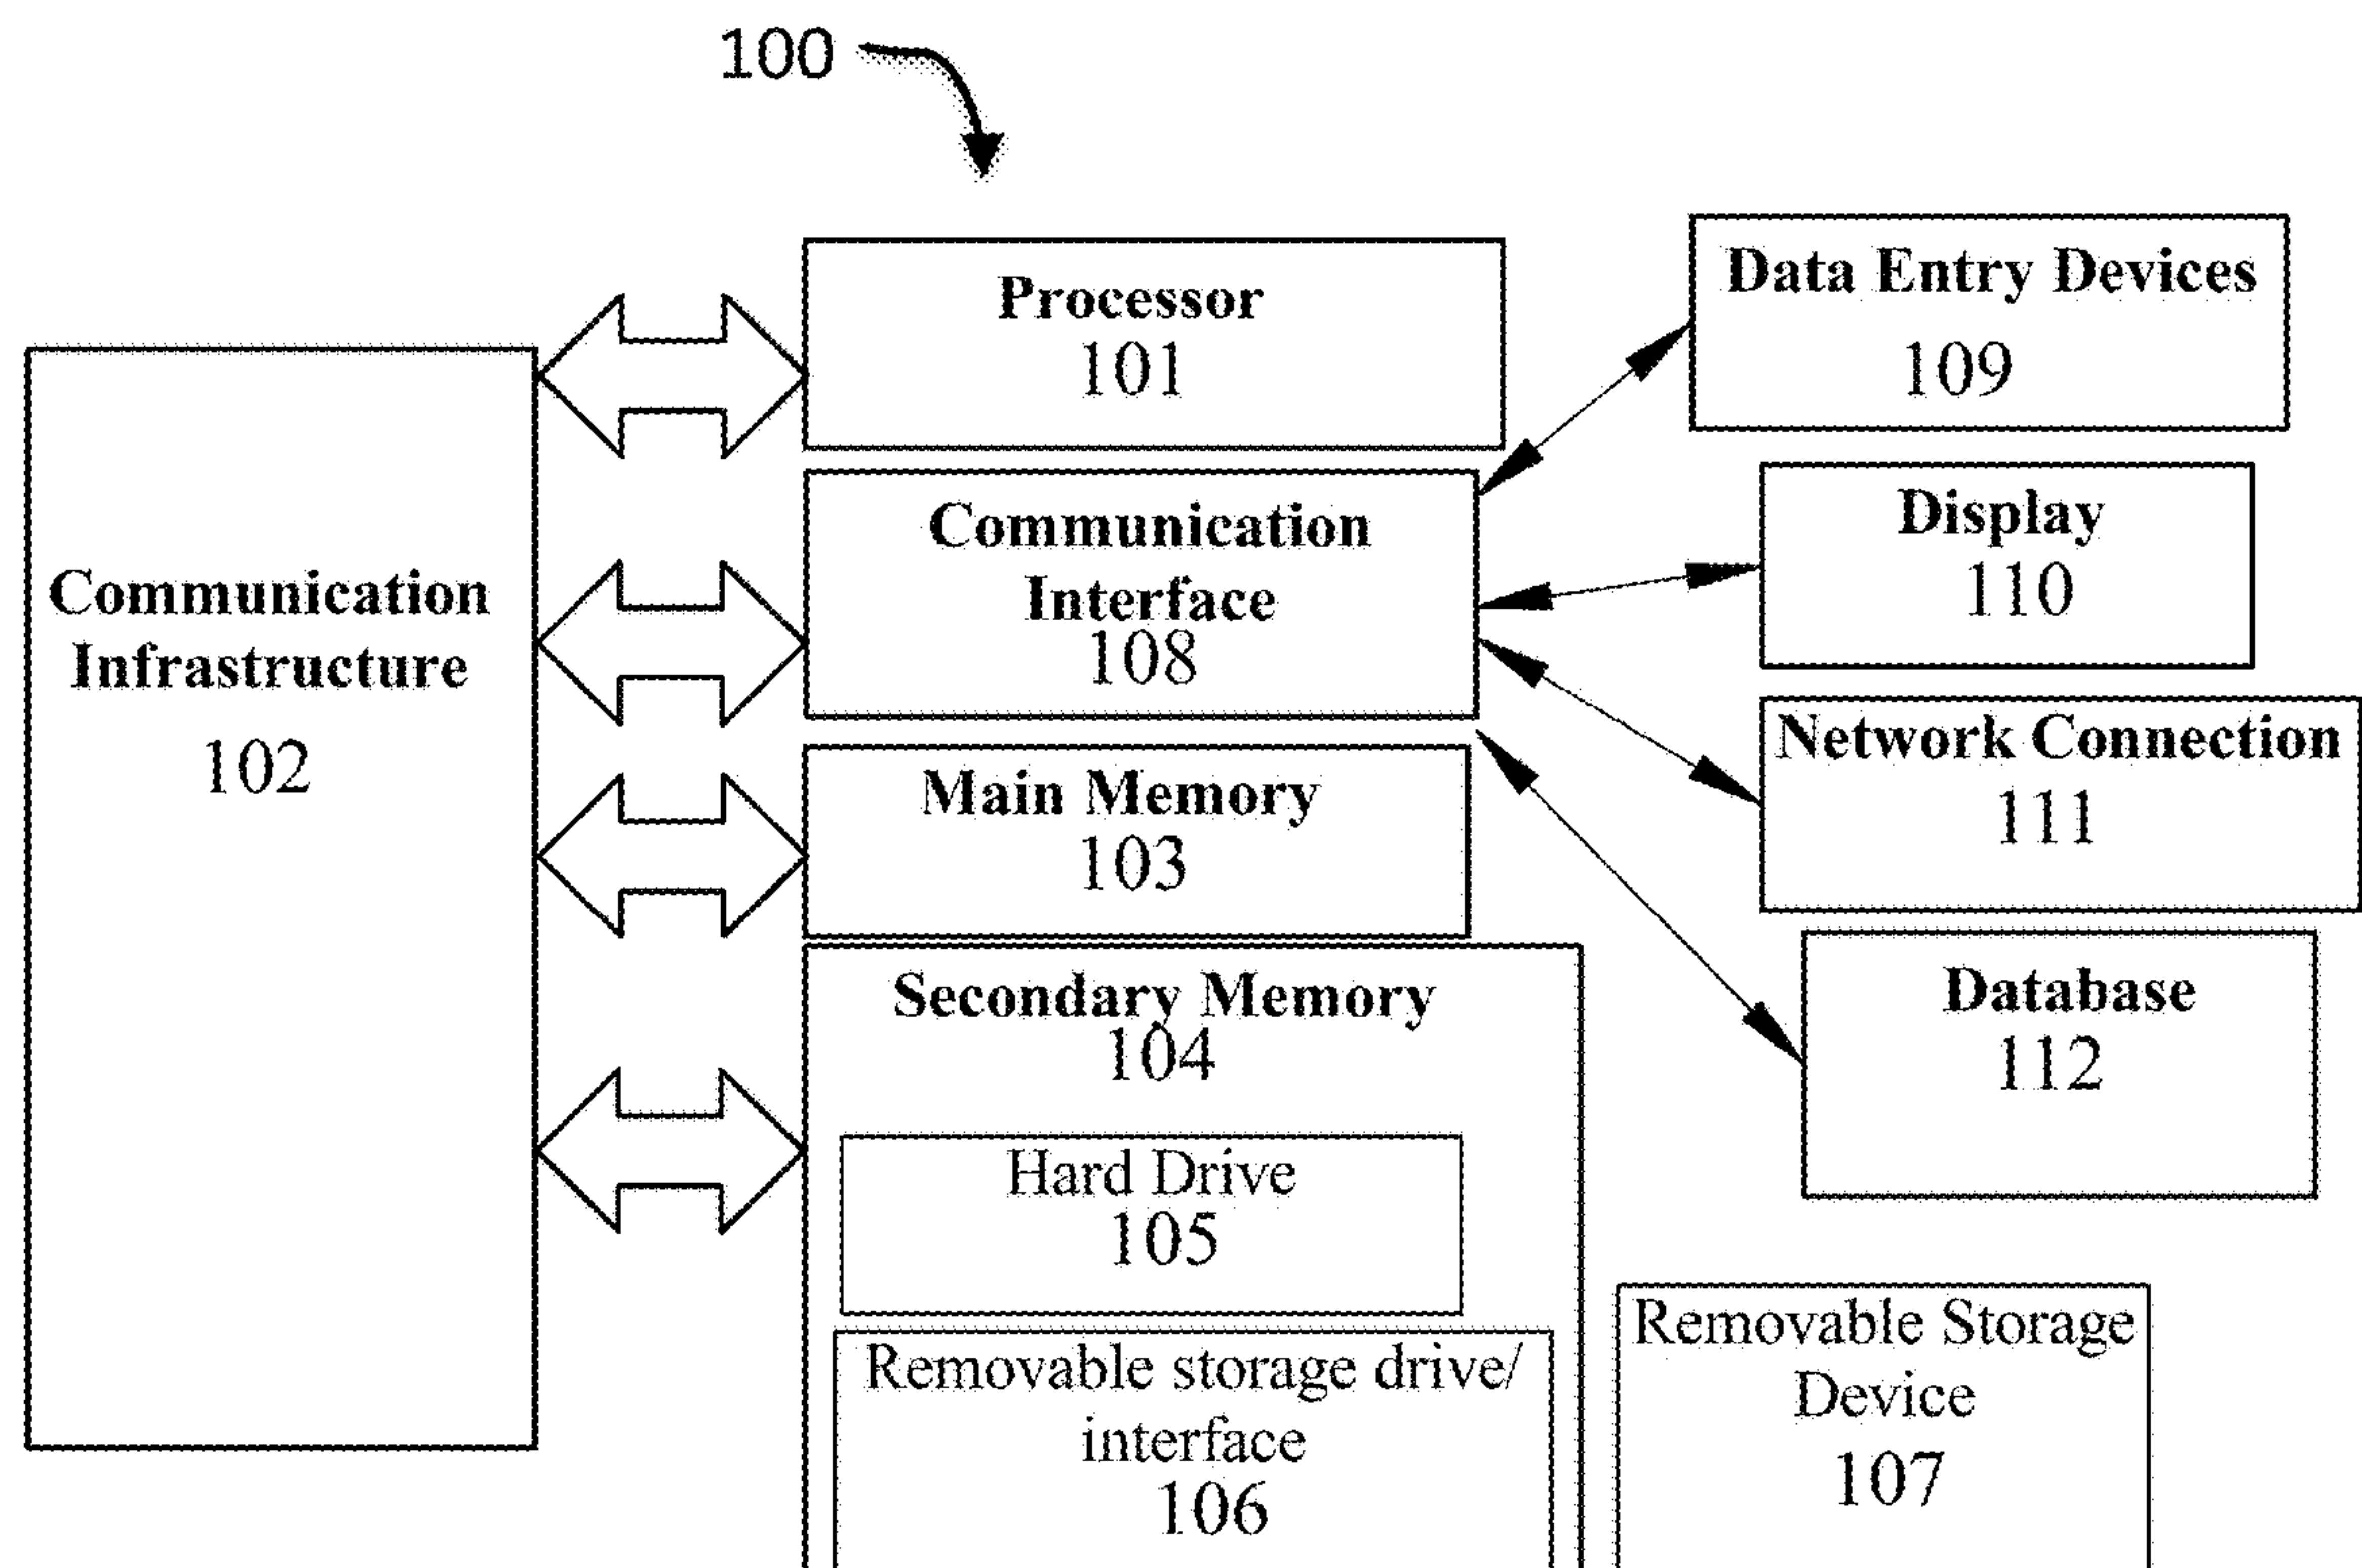 100
Processor
101
Data Entry Devices
109
Communication
Infrastructure
102
Communication
Interface
108
Display
110
Network Connection
111
Main Memory
103
Database
112
Secondary Memory
104
Hard Drive
105
Removable storage drive/
interface
106
Removable Storage
Device
107